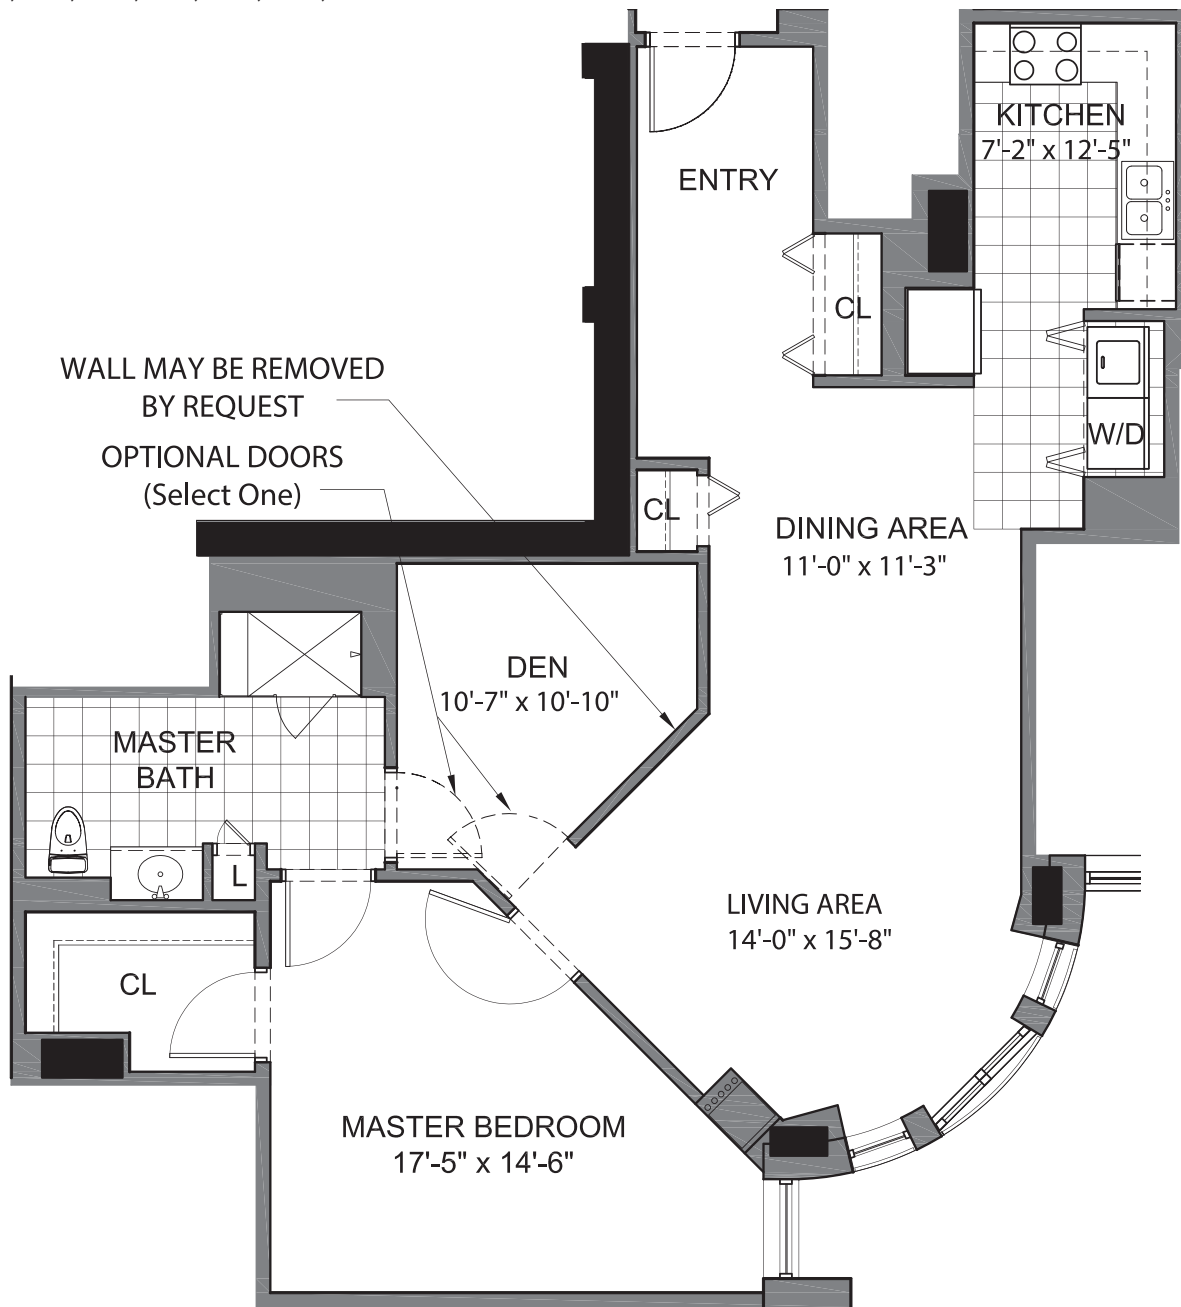 KITCHEN
7'-2" x 12'-5"
ENTRY
CL
WALL MAY BE REMOVED
BY REQUEST
OPTIONAL DOORS
(Select One)
W/D
CL
DINING AREA
11'-0" x 11'-3"
DEN
10'-7" x 10'-10"
MASTER
BATH
L
LIVING AREA
14'-0" x 15'-8"
CL
MASTER BEDROOM
17'-5" x 14'-6"